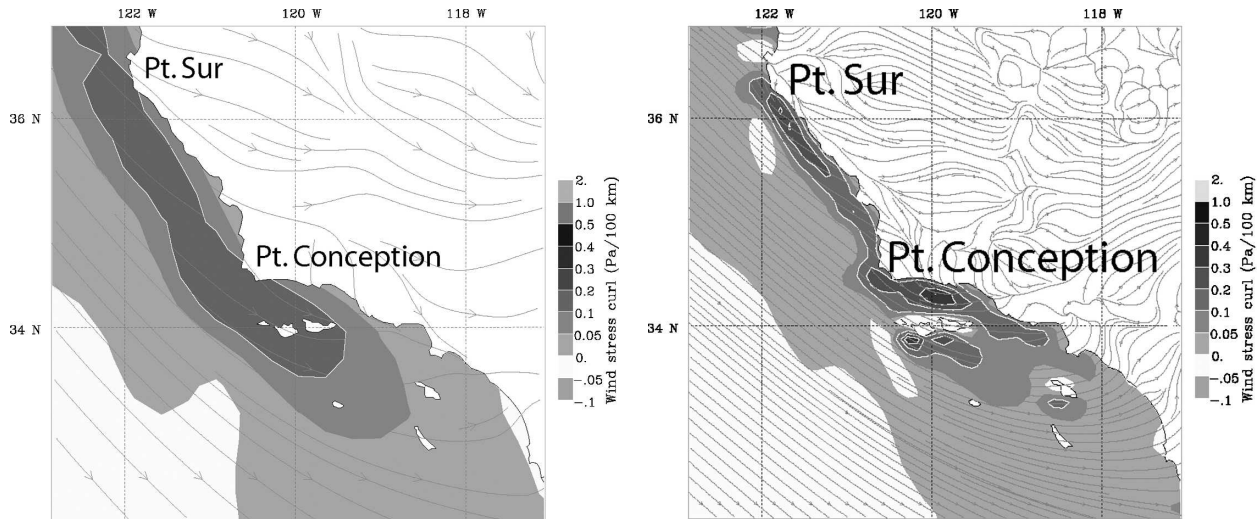 122 W 120 W 118 W
Pt. Sur
36 N
Pt. Conception
34 N
2.
1.0
0.5
0.4
0.3
0.2
0.1
0.05
0.
-.05
-.1
Wind stress curl (Pa/100 km)
122 W 120 W 118 W
Pt. Sur
36 N
Pt. Conception
34 N
2.
1.0
0.5
0.4
0.3
0.2
0.1
0.05
0.
-.05
-.1
Wind stress curl (Pa/100 km)